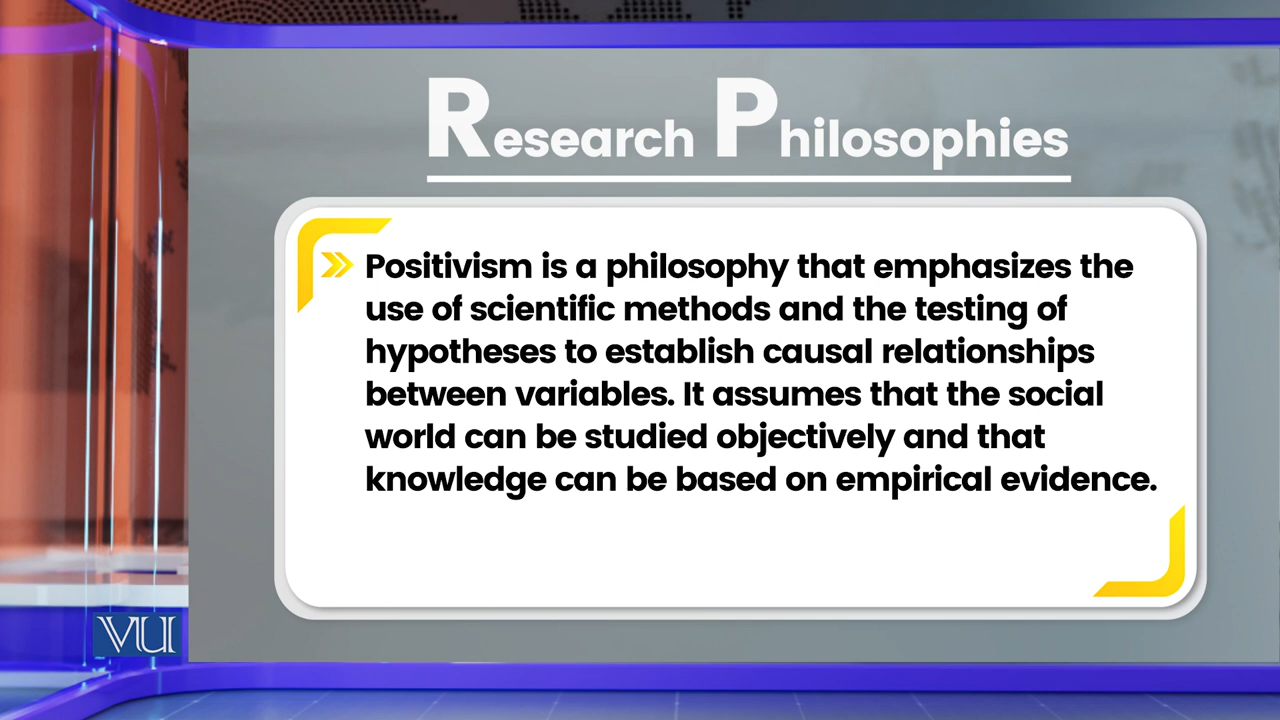 Research Philosophies
Positivism is a philosophy that emphasizes the
use of scientific methods and the testing of
hypotheses to establish causal relationships
between variables. It assumes that the social
world can be studied objectively and that
knowledge can be based on empirical evidence.
VU